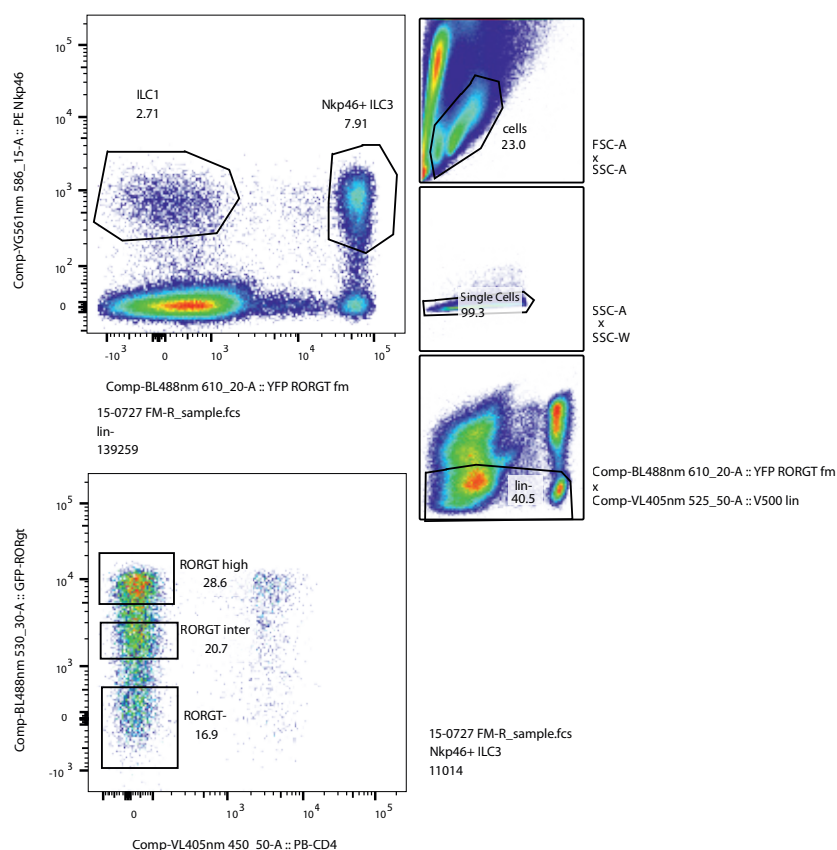 Comp-YG561nm 586_15-A :: PE Nkp46
10 5
10 4
10 3
10 2
0
ILC1
2.71
Nkp46+ ILC3
7.91
-10 3
0
10 3
10 4
10 5
Comp-BL488nm 610_20-A :: YFP RORGT fm
15-0727 FM-R_sample.fcs
lin-
139259
cells
23.0
FSC-A
x
SSC-A
Single Cells
99.3
SSC-A
x
SSC-W
lin-
40.5
Comp-BL488nm 610_20-A :: YFP RORGT fm
x
Comp-VL405nm 525_50-A :: V500 lin
Comp-BL488nm 530_30-A :: GFP-RORgt
10 5
10 4
10 3
0
-10 3
RORGT high
28.6
RORGT inter
20.7
RORGT-
16.9
0
10 3
10 4
10 5
Comp-VL405nm 450_50-A :: PB-CD4
15-0727 FM-R_sample.fcs
Nkp46+ ILC3
11014